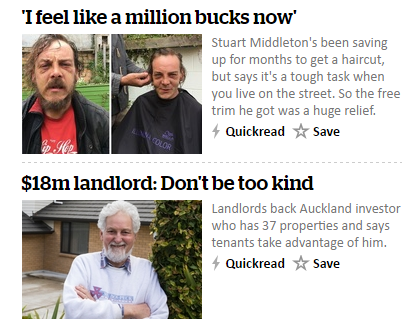 'I feel like a million bucks now'
Stuart Middleton's been saving
up for months to get a haircut,
but says it's a tough task when
you live on the street. So the free
trim he got was a huge relief.
Quickread Save
$18m landlord: Don't be too kind
Landlords back Auckland investor
who has 37 properties and says
tenants take advantage of him.
Quickread Save